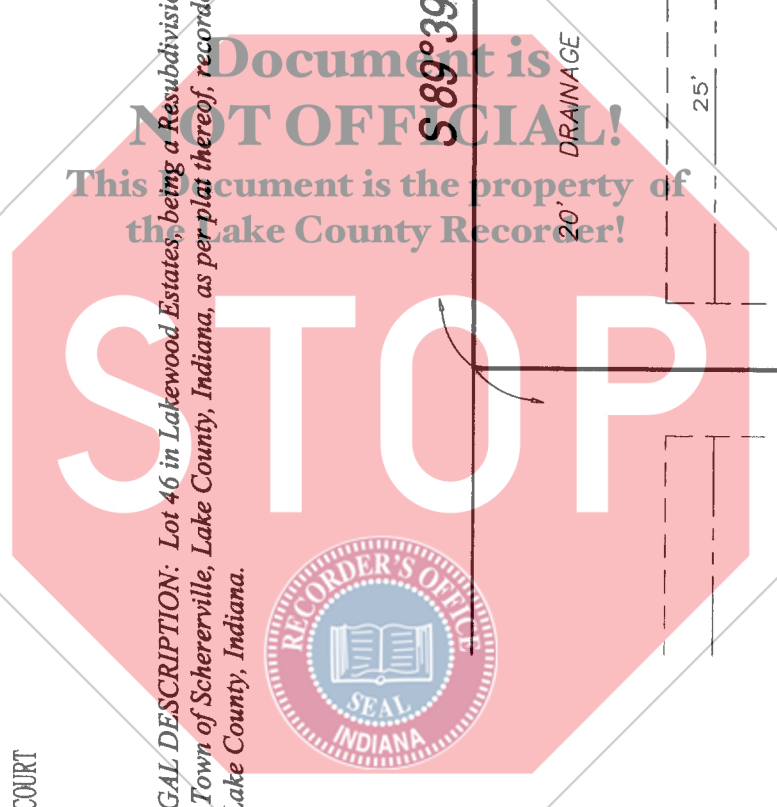 Document is
NOT OFFICIAL!
This Document is the property of
the Lake County Recorder!
STOP
RECORDER'S OFFICE
SEAL
INDIANA
COURT
GAL DESCRIPTION: Lot 46 in Lakewood Estates, being a Resubdivisio
Town of Schererville, Lake County, Indiana, as per plat thereof, record
Lake County, Indiana.
S 89°39
20' DRAINAGE
25'